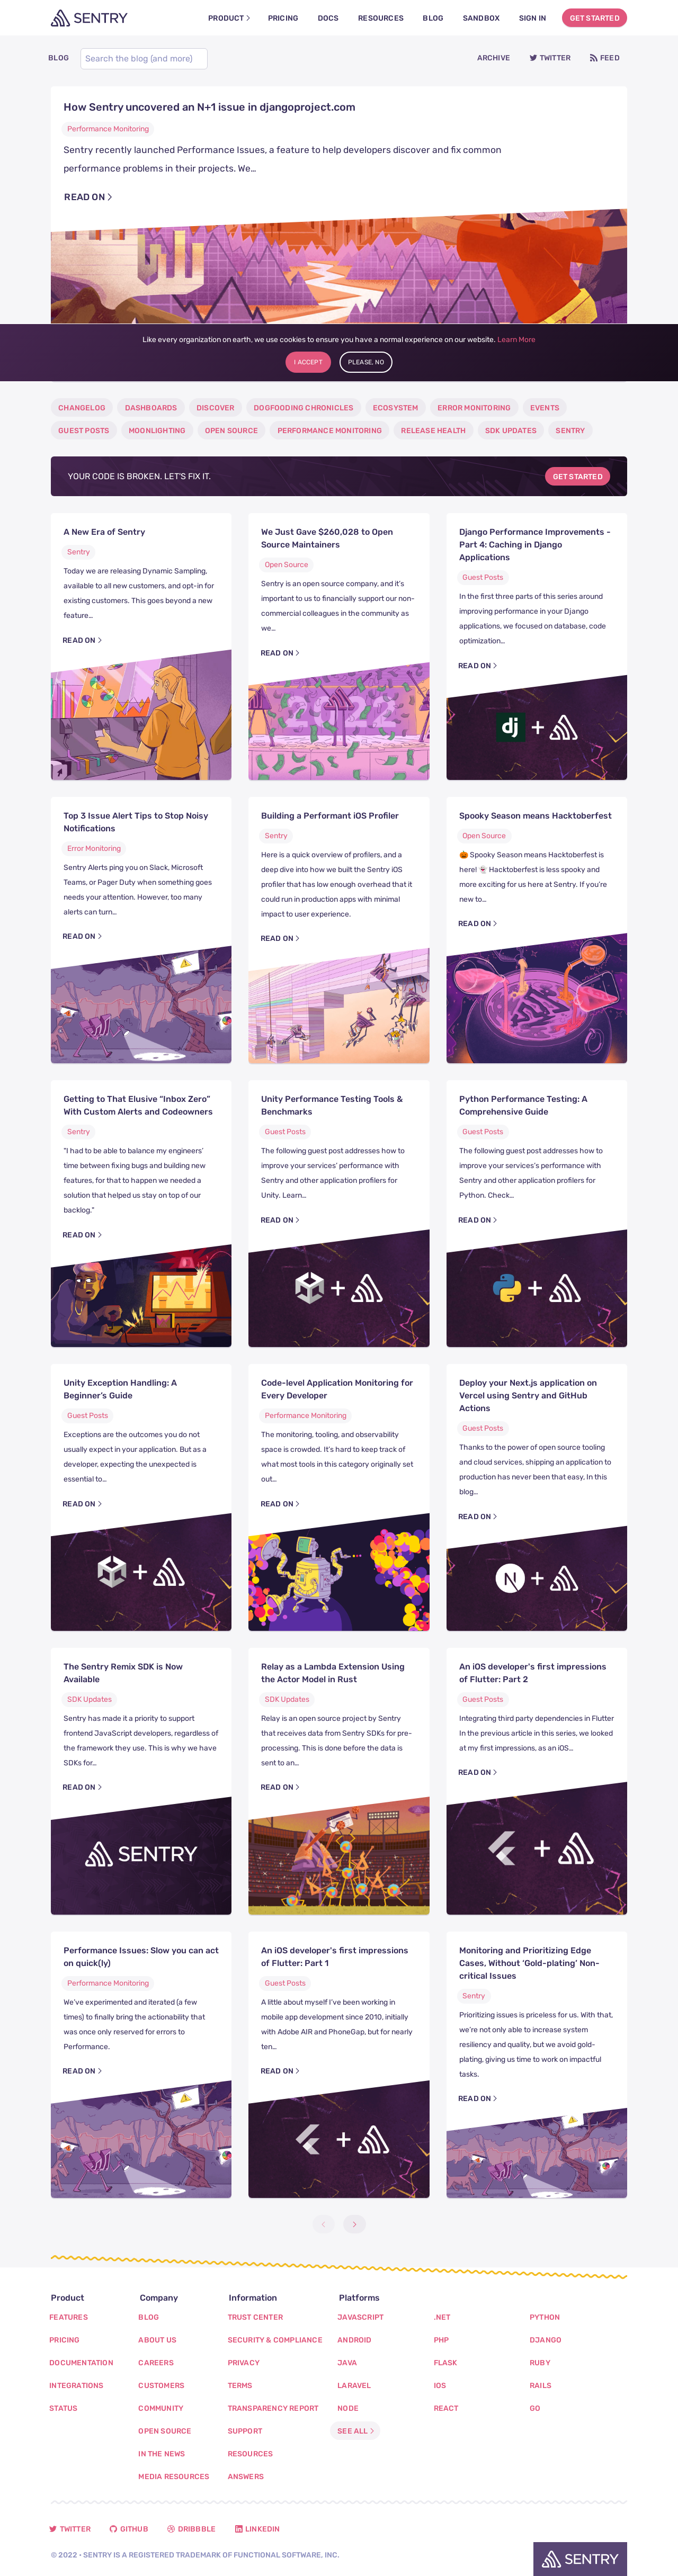 SENTRY
PRODUCT
PRICING
DOCS
RESOURCES
BLOG
SANDBOX
SIGN IN
GET STARTED
BLOG
Search the blog (and more)
ARCHIVE
TWITTER
FEED
How Sentry uncovered an N+1 issue in djangoproject.com
Performance Monitoring
Sentry recently launched Performance Issues, a feature to help developers discover and fix common
performance problems in their projects. We…
READ ON
Like every organization on earth, we use cookies to ensure you have a normal experience on our website. Learn More
I ACCEPT
PLEASE, NO
CHANGELOG
DASHBOARDS
DISCOVER
DOGFOODING CHRONICLES
ECOSYSTEM
ERROR MONITORING
EVENTS
GUEST POSTS
MOONLIGHTING
OPEN SOURCE
PERFORMANCE MONITORING
RELEASE HEALTH
SDK UPDATES
SENTRY
YOUR CODE IS BROKEN. LET'S FIX IT.
GET STARTED
A New Era of Sentry
Sentry
Today we are releasing Dynamic Sampling,
available to all new customers, and opt-in for
existing customers. This goes beyond a new
feature…
READ ON
We Just Gave $260,028 to Open
Source Maintainers
Open Source
Sentry is an open source company, and it's
important to us to financially support our non-
commercial colleagues in the community as
we…
READ ON
2022
Django Performance Improvements -
Part 4: Caching in Django
Applications
Guest Posts
In the first three parts of this series around
improving performance in your Django
applications, we focused on database, code
optimization…
READ ON
dj +
Top 3 Issue Alert Tips to Stop Noisy
Notifications
Error Monitoring
Sentry Alerts ping you on Slack, Microsoft
Teams, or Pager Duty when something goes
needs your attention. However, too many
alerts can turn…
READ ON
Building a Performant iOS Profiler
Sentry
Here is a quick overview of profilers, and a
deep dive into how we built the Sentry iOS
profiler that has low enough overhead that it
could run in production apps with minimal
impact to user experience.
READ ON
Spooky Season means Hacktoberfest
Open Source
🎃 Spooky Season means Hacktoberfest is
here! 👻 Hacktoberfest is less spooky and
more exciting for us here at Sentry. If you're
new to…
READ ON
Getting to That Elusive “Inbox Zero”
With Custom Alerts and Codeowners
Sentry
"I had to be able to balance my engineers'
time between fixing bugs and building new
features, for that to happen we needed a
solution that helped us stay on top of our
backlog."
READ ON
Unity Performance Testing Tools &
Benchmarks
Guest Posts
The following guest post addresses how to
improve your services' performance with
Sentry and other application profilers for
Unity. Learn…
READ ON
+
Python Performance Testing: A
Comprehensive Guide
Guest Posts
The following guest post addresses how to
improve your services's performance with
Sentry and other application profilers for
Python. Check…
READ ON
+
Unity Exception Handling: A
Beginner's Guide
Guest Posts
Exceptions are the outcomes you do not
usually expect in your application. But as a
developer, expecting the unexpected is
essential to…
READ ON
+
Code-level Application Monitoring for
Every Developer
Performance Monitoring
The monitoring, tooling, and observability
space is crowded. It's hard to keep track of
what most tools in this category originally set
out…
READ ON
Deploy your Next.js application on
Vercel using Sentry and GitHub
Actions
Guest Posts
Thanks to the power of open source tooling
and cloud services, shipping an application to
production has never been that easy, In this
blog…
READ ON
N +
The Sentry Remix SDK is Now
Available
SDK Updates
Sentry has made it a priority to support
frontend JavaScript developers, regardless of
the framework they use. This is why we have
SDKs for…
READ ON
SENTRY
Relay as a Lambda Extension Using
the Actor Model in Rust
SDK Updates
Relay is an open source project by Sentry
that receives data from Sentry SDKs for pre-
processing. This is done before the data is
sent to an…
READ ON
An iOS developer's first impressions
of Flutter: Part 2
Guest Posts
Integrating third party dependencies in Flutter
In the previous article in this series, we looked
at my first impressions, as an iOS…
READ ON
+
Performance Issues: Slow you can act
on quick(ly)
Performance Monitoring
We've experimented and iterated (a few
times) to finally bring the actionability that
was once only reserved for errors to
Performance.
READ ON
An iOS developer's first impressions
of Flutter: Part 1
Guest Posts
A little about myself I've been working in
mobile app development since 2010, initially
with Adobe AIR and PhoneGap, but for nearly
ten…
READ ON
+
Monitoring and Prioritizing Edge
Cases, Without ‘Gold-plating’ Non-
critical Issues
Sentry
Prioritizing issues is priceless for us. With that,
we're not only able to increase system
resiliency and quality, but we avoid gold-
plating, giving us time to work on impactful
tasks.
READ ON
Product
FEATURES
PRICING
DOCUMENTATION
INTEGRATIONS
STATUS
Company
BLOG
ABOUT US
CAREERS
CUSTOMERS
COMMUNITY
OPEN SOURCE
IN THE NEWS
MEDIA RESOURCES
Information
TRUST CENTER
SECURITY & COMPLIANCE
PRIVACY
TERMS
TRANSPARENCY REPORT
SUPPORT
RESOURCES
ANSWERS
Platforms
JAVASCRIPT
ANDROID
JAVA
LARAVEL
NODE
SEE ALL
.NET
PHP
FLASK
IOS
REACT
PYTHON
DJANGO
RUBY
RAILS
GO
TWITTER
GITHUB
DRIBBBLE
LINKEDIN
© 2022 • SENTRY IS A REGISTERED TRADEMARK OF FUNCTIONAL SOFTWARE, INC.
SENTRY